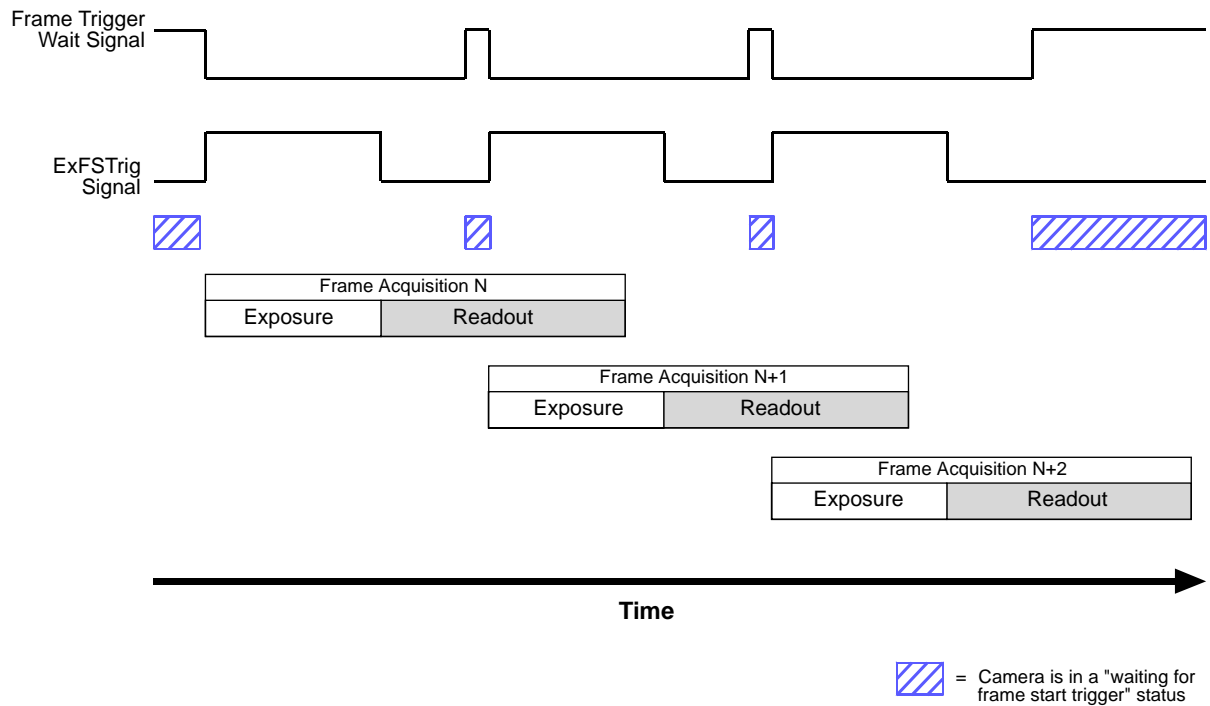 Frame Trigger
Wait Signal
ExFSTrig
Signal
Frame Acquisition N
Exposure
Readout
Frame Acquisition N+1
Exposure
Readout
Frame Acquisition N+2
Exposure
Readout
Time
= Camera is in a "waiting for
frame start trigger" status